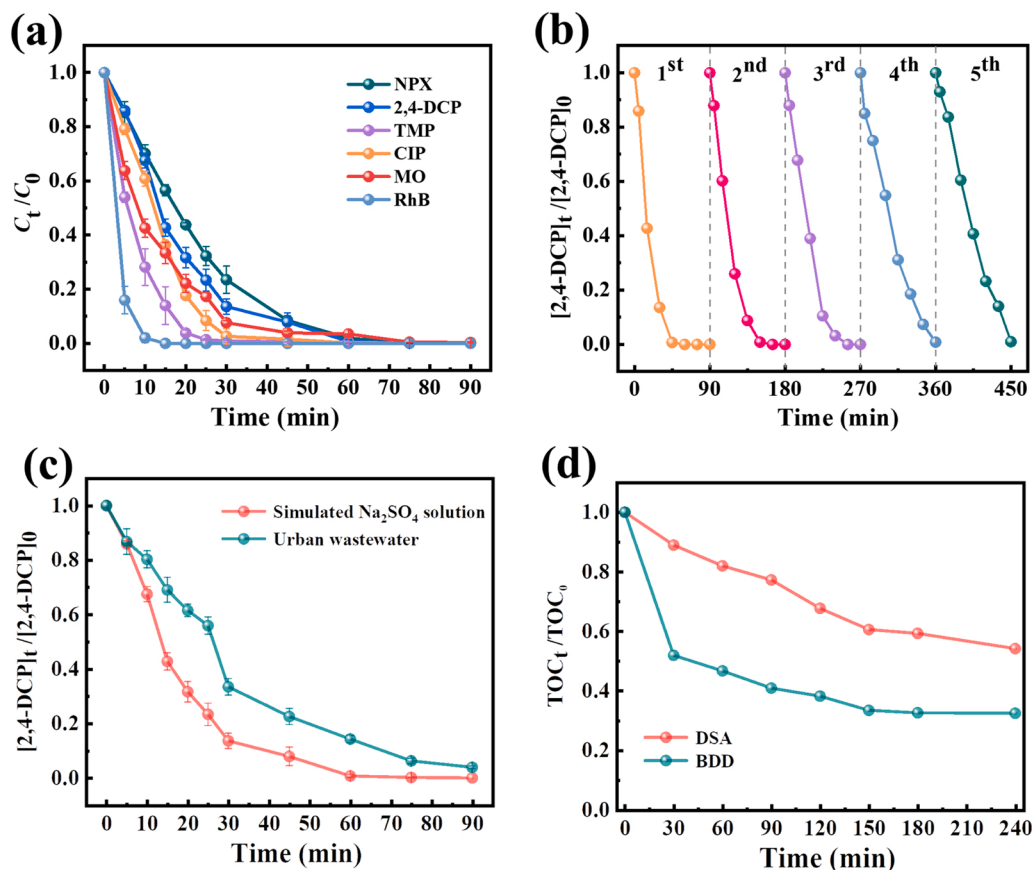 (a)
C_t/C_0
1.0
0.8
0.6
0.4
0.2
0.0
NPX
2,4-DCP
TMP
CIP
MO
RhB
0 10 20 30 40 50 60 70 80 90
Time (min)
(b)
[2,4-DCP]t/[2,4-DCP]0
1.0
0.8
0.6
0.4
0.2
0.0
1st 2nd 3rd 4th 5th
0 90 180 270 360 450
Time (min)
(c)
[2,4-DCP]t/[2,4-DCP]0
1.0
0.8
0.6
0.4
0.2
0.0
Simulated Na2SO4 solution
Urban wastewater
0 10 20 30 40 50 60 70 80 90
Time (min)
(d)
TOCt/TOC0
1.0
0.8
0.6
0.4
0.2
0.0
DSA
BDD
0 30 60 90 120 150 180 210 240
Time (min)